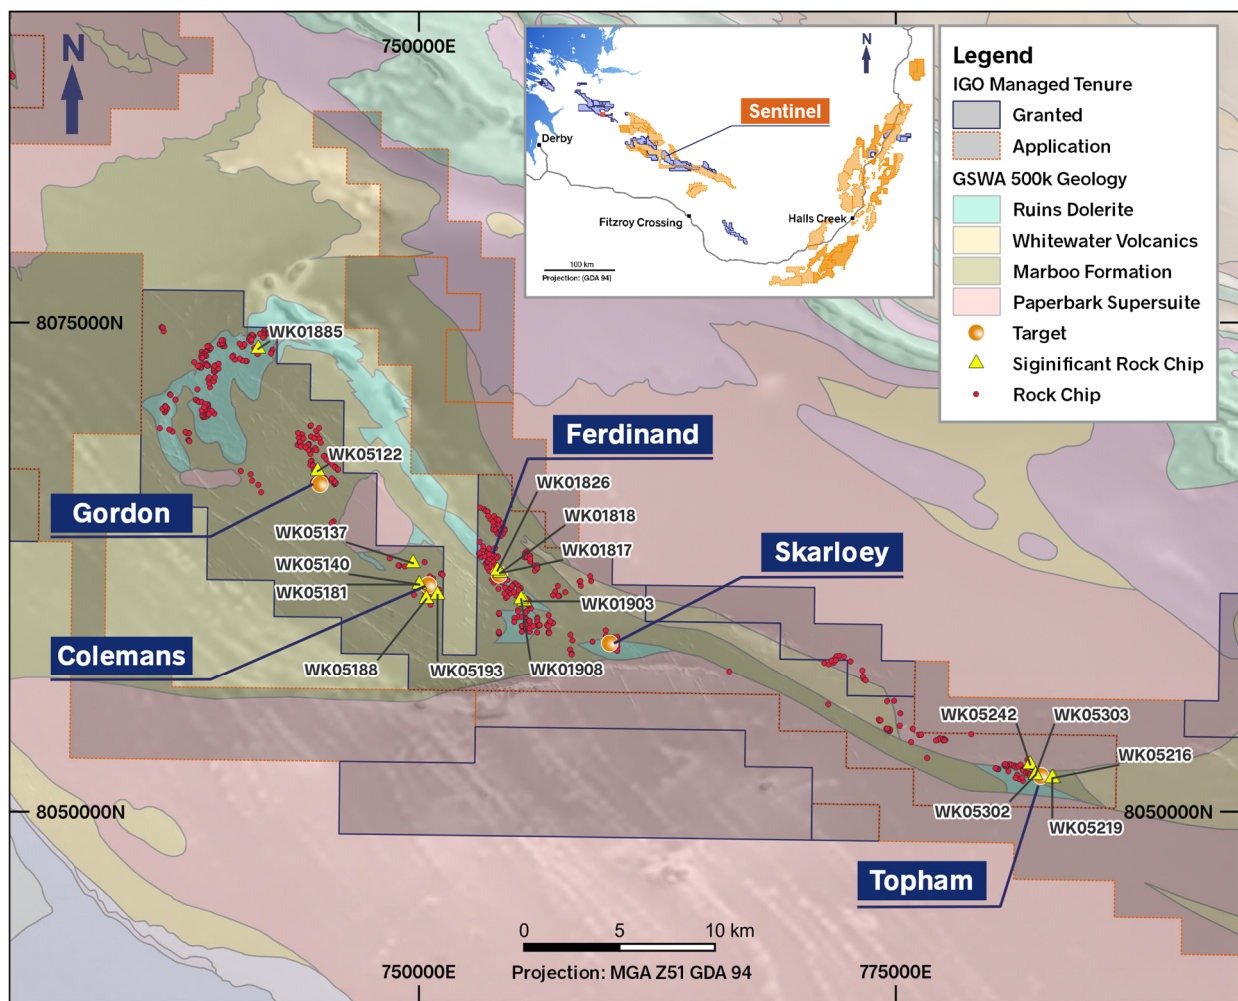 750000E
N
N
Sentinel
Derby
Fitzroy Crossing
Halls Creek
100 km
Projection: (GDA 94)
Legend
IGO Managed Tenure
Granted
Application
GSWA 500k Geology
Ruins Dolerite
Whitewater Volcanics
Marboo Formation
Paperbark Supersuite
Target
Siginificant Rock Chip
Rock Chip
775000E
8075000N
WK01885
Ferdinand
WK05122
WK01826
Gordon
WK01818
WK05137
WK01817
Skarloey
WK05140
WK05181
WK01903
Colemans
WK05188
WK05193
WK01908
WK05242
WK05303
WK05216
8050000N
WK05302
8050000N
WK05219
Topham
0 5 10 km
Projection: MGA Z51 GDA 94
750000E
775000E